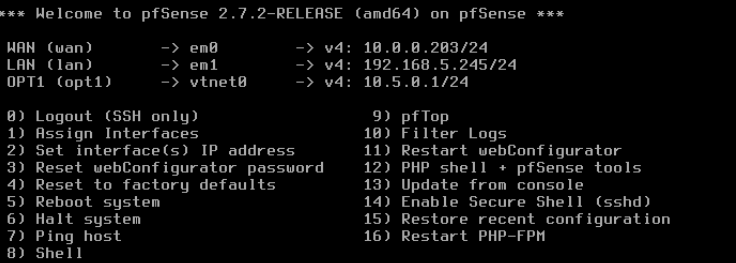 *** Welcome to pfSense 2.7.2-RELEASE (amd64) on pfSense ***
WAN (wan) -> em0 -> v4: 10.0.0.203/24
LAN (lan) -> em1 -> v4: 192.168.5.245/24
OPT1 (opt1) -> vtnet0 -> v4: 10.5.0.1/24
0) Logout (SSH only) 9) pfTop
1) Assign Interfaces 10) Filter Logs
2) Set interface(s) IP address 11) Restart webConfigurator
3) Reset webConfigurator password 12) PHP shell + pfSense tools
4) Reset to factory defaults 13) Update from console
5) Reboot system 14) Enable Secure Shell (sshd)
6) Halt system 15) Restore recent configuration
7) Ping host 16) Restart PHP-FPM
8) Shell